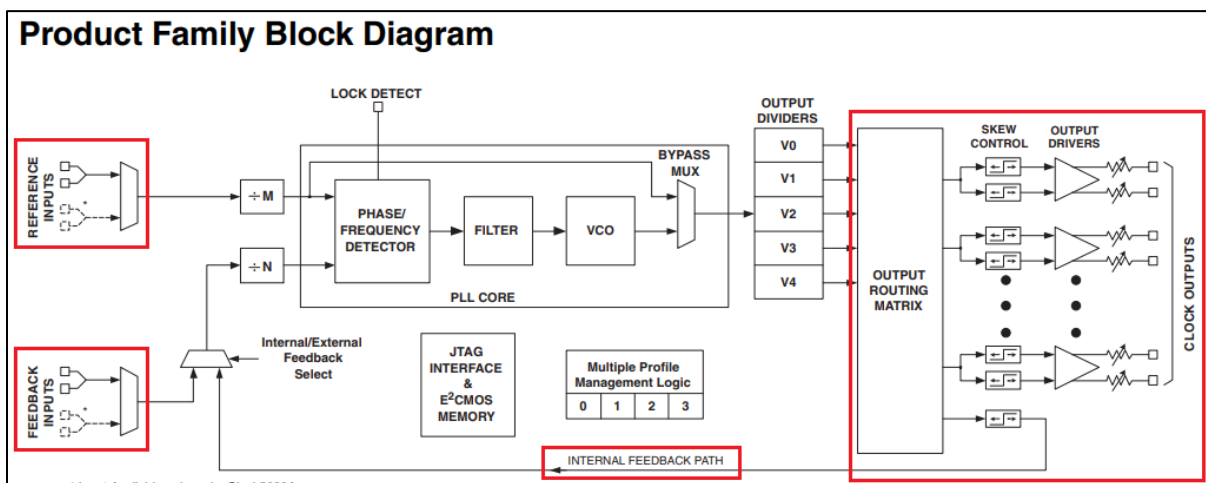 Product Family Block Diagram
LOCK DETECT
OUTPUT
DIVIDERS
SKEW
CONTROL
OUTPUT
DRIVERS
REFERENCE
INPUTS
*
÷M
PHASE/
FREQUENCY
DETECTOR
FILTER
VCO
BYPASS
MUX
V0
V1
V2
V3
V4
÷N
PLL CORE
OUTPUT
ROUTING
MATRIX
CLOCK OUTPUTS
Internal/External
Feedback
Select
FEEDBACK
INPUTS
*
JTAG
INTERFACE
&
E²CMOS
MEMORY
Multiple Profile
Management Logic
0 1 2 3
INTERNAL FEEDBACK PATH